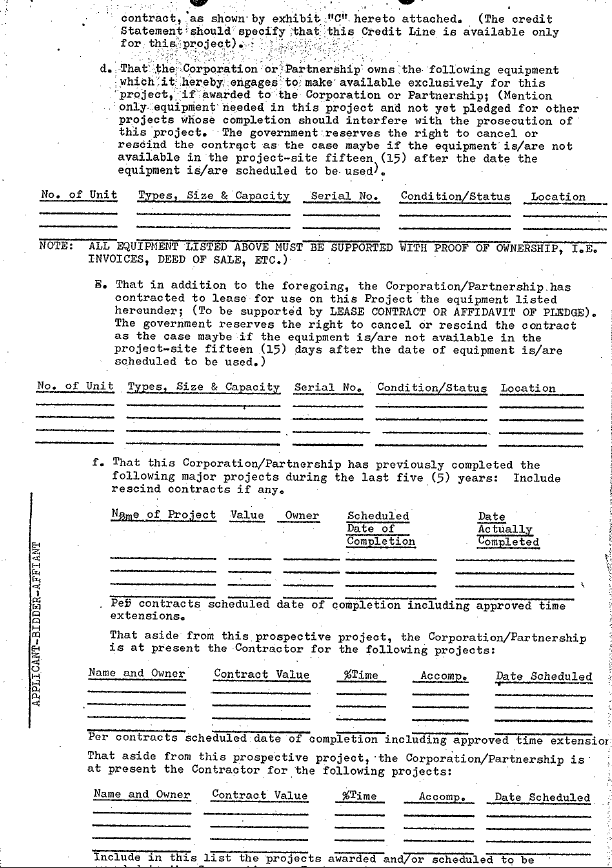 contract, as shown by exhibit "C" hereto attached. (The credit
Statement should specify that this Credit Line is available only
for this project).
d. That the Corporation or Partnership owns the following equipment
which it hereby engages to make available exclusively for this
project, if awarded to the Corporation or Partnership; (Mention
only equipment needed in this project and not yet pledged for other
projects whose completion should interfere with the prosecution of
this project. The government reserves the right to cancel or
rescind the contract as the case maybe if the equipment is/are not
available in the project-site fifteen (15) after the date the
equipment is/are scheduled to be used).
No. of Unit Types, Size & Capacity Serial No. Condition/Status Location
NOTE: ALL EQUIPMENT LISTED ABOVE MUST BE SUPPORTED WITH PROOF OF OWNERSHIP, I.E.
INVOICES, DEED OF SALE, ETC.)
E. That in addition to the foregoing, the Corporation/Partnership has
contracted to lease for use on this Project the equipment listed
hereunder; (To be supported by LEASE CONTRACT OR AFFIDAVIT OF PLEDGE).
The government reserves the right to cancel or rescind the contract
as the case maybe if the equipment is/are not available in the
project-site fifteen (15) days after the date of equipment is/are
scheduled to be used.)
No. of Unit Types, Size & Capacity Serial No. Condition/Status Location
f. That this Corporation/Partnership has previously completed the
following major projects during the last five (5) years: Include
rescind contracts if any.
Name of Project Value Owner Scheduled Date
Date of Actually
Completion Completed
Per contracts scheduled date of completion including approved time
extensions.
That aside from this prospective project, the Corporation/Partnership
is at present the Contractor for the following projects:
Name and Owner Contract Value %Time Accomp. Date Scheduled
Per contracts scheduled date of completion including approved time extension
That aside from this prospective project, the Corporation/Partnership is
at present the Contractor for the following projects:
Name and Owner Contract Value %Time Accomp. Date Scheduled
Include in this list the projects awarded and/or scheduled to be
APPLICANT-BIDDER-AFFIANT